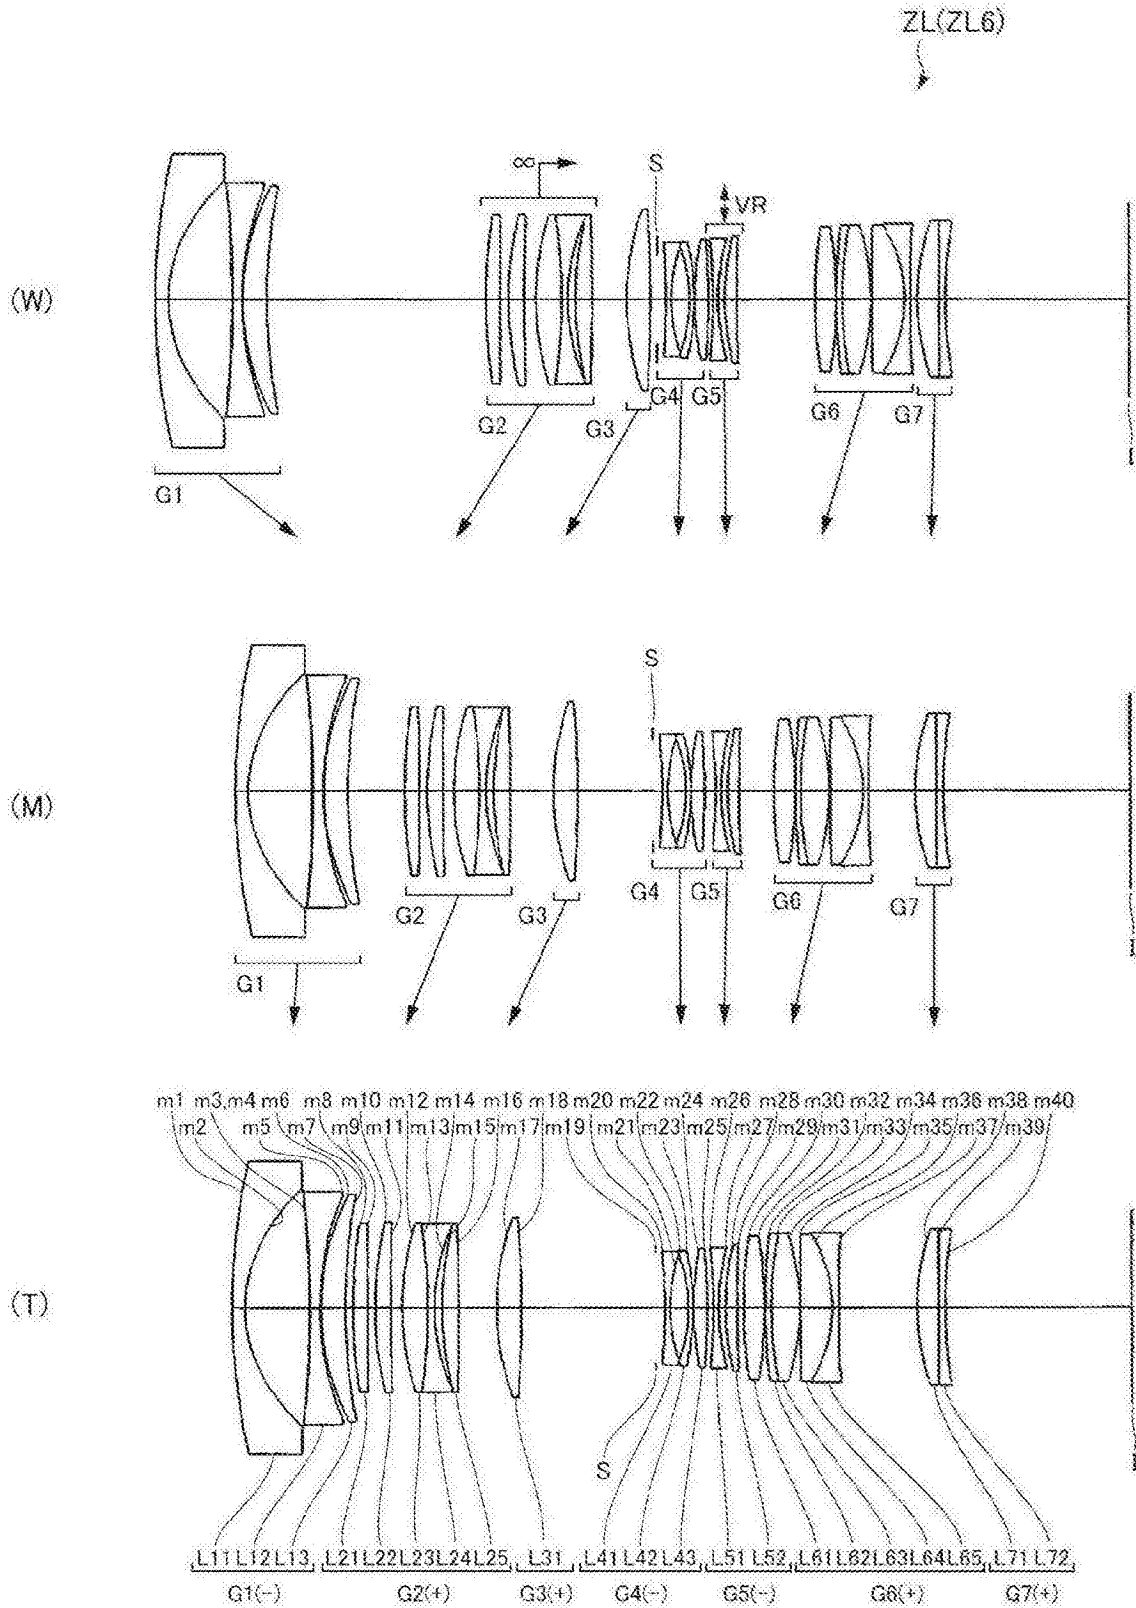 ZL(ZL6)
∞
S
VR
(W)
G1
G2
G3
G4
G5
G6
G7
S
(M)
G1
G2
G3
G4
G5
G6
G7
m1 m3,m4 m6 m8 m10 m12 m14 m16 m18 m20 m22 m24 m26 m28 m30 m32 m34 m36 m38 m40
m2 m5 m7 m9 m11 m13 m15 m17 m19 m21 m23 m25 m27 m29 m31 m33 m35 m37 m39
(T)
S
L11 L12 L13 L21 L22 L23 L24 L25 L31 L41 L42 L43 L51 L52 L61 L62 L63 L64 L65 L71 L72
G1(-) G2(+) G3(+) G4(-) G5(-) G6(+) G7(+)